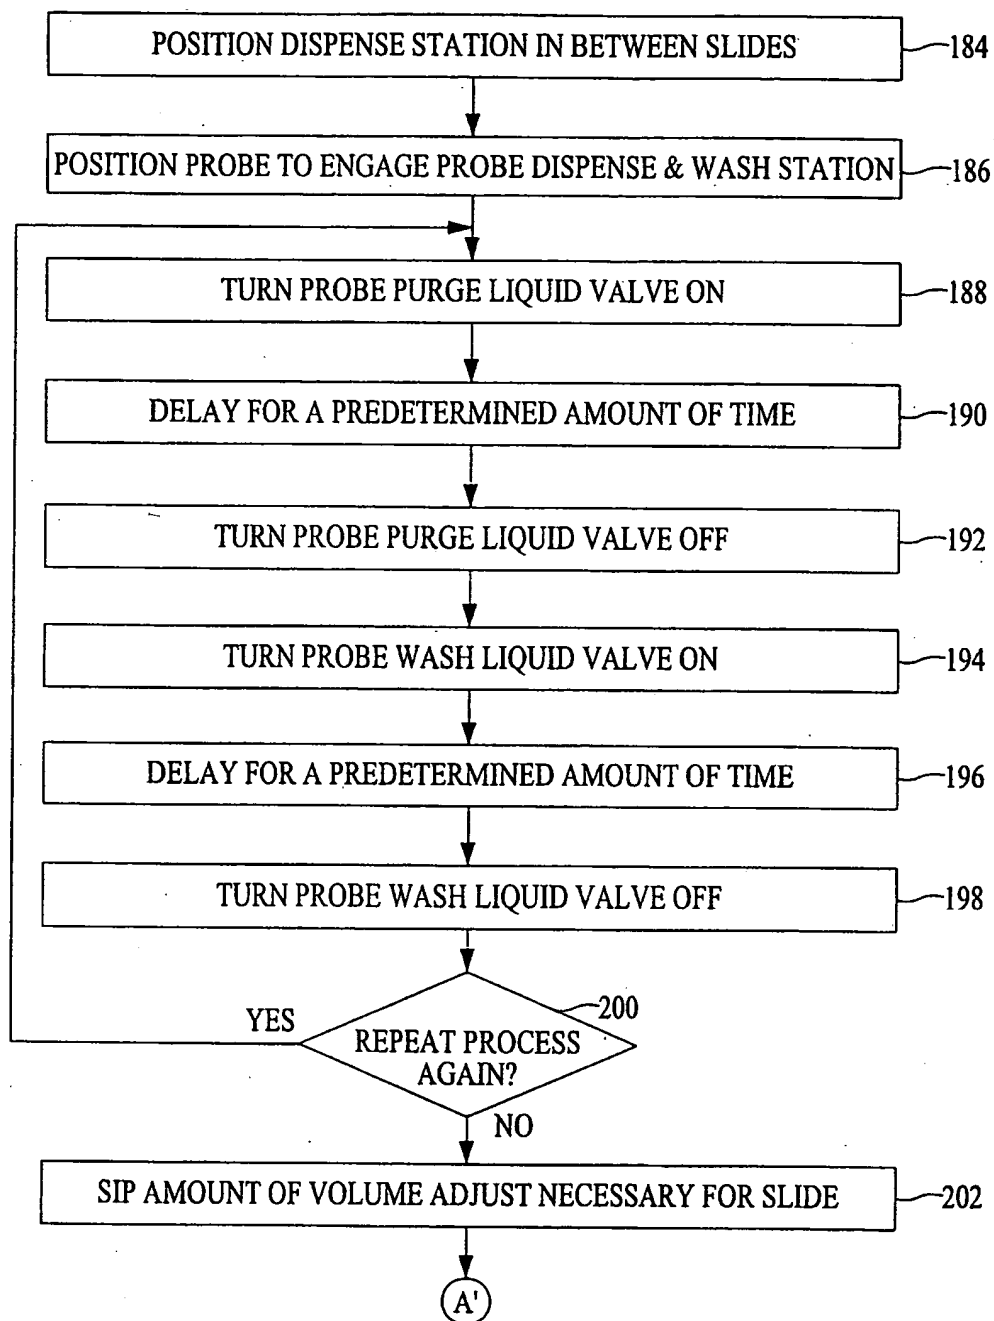 POSITION DISPENSE STATION IN BETWEEN SLIDES
184
POSITION PROBE TO ENGAGE PROBE DISPENSE & WASH STATION
186
TURN PROBE PURGE LIQUID VALVE ON
188
DELAY FOR A PREDETERMINED AMOUNT OF TIME
190
TURN PROBE PURGE LIQUID VALVE OFF
192
TURN PROBE WASH LIQUID VALVE ON
194
DELAY FOR A PREDETERMINED AMOUNT OF TIME
196
TURN PROBE WASH LIQUID VALVE OFF
198
200
YES
REPEAT PROCESS
AGAIN?
NO
SIP AMOUNT OF VOLUME ADJUST NECESSARY FOR SLIDE
202
A'